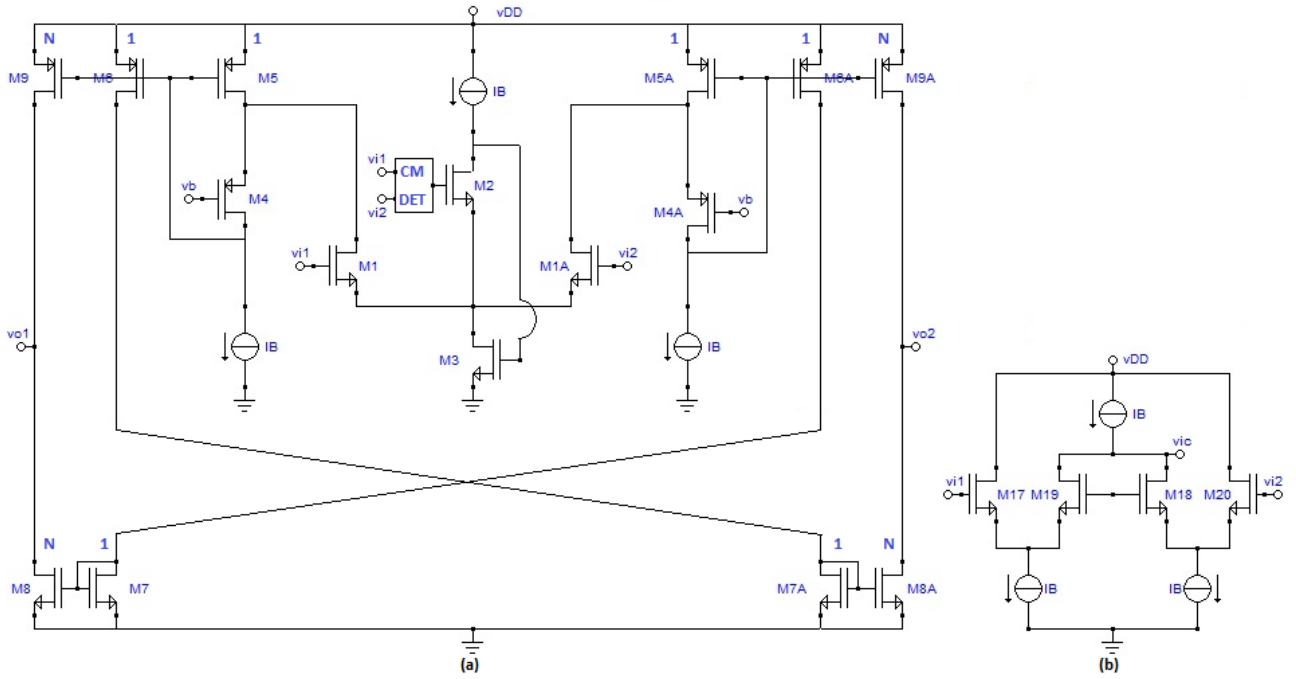 vDD
N 1 1 1 1 N
M9 M6 M5 M5A M6A M9A
IB
vi1 CM
vb M4 DET M2 M4A vb
vi2
vi1 M1 M1A vi2
vo1 IB M3 IB vo2
vDD
IB
vic
vi1 M17 M19 M18 M20 vi2
N 1 1 N
M8 M7 M7A M8A
IB IB
(a) (b)